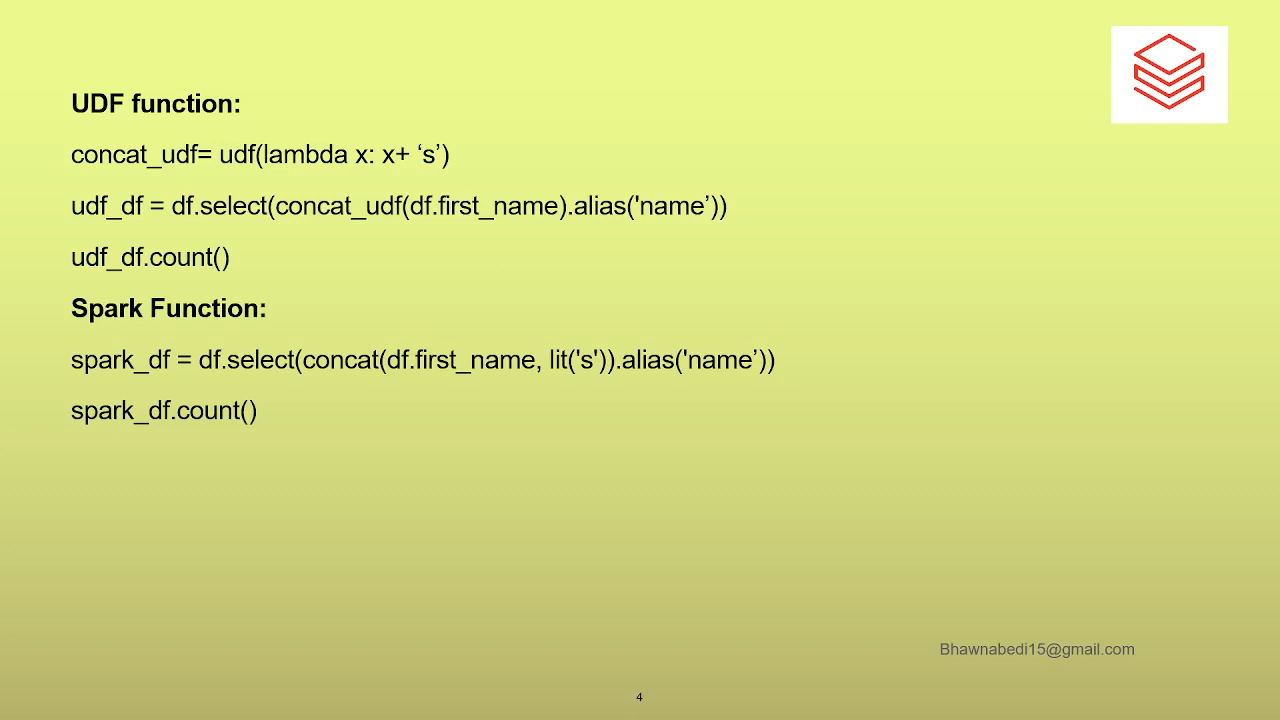 UDF function:
concat_udf= udf(lambda x: x+ ‘s’)
udf_df = df.select(concat_udf(df.first_name).alias('name’))
udf_df.count()
Spark Function:
spark_df = df.select(concat(df.first_name, lit('s')).alias('name’))
spark_df.count()
Bhawnabedi15@gmail.com
4